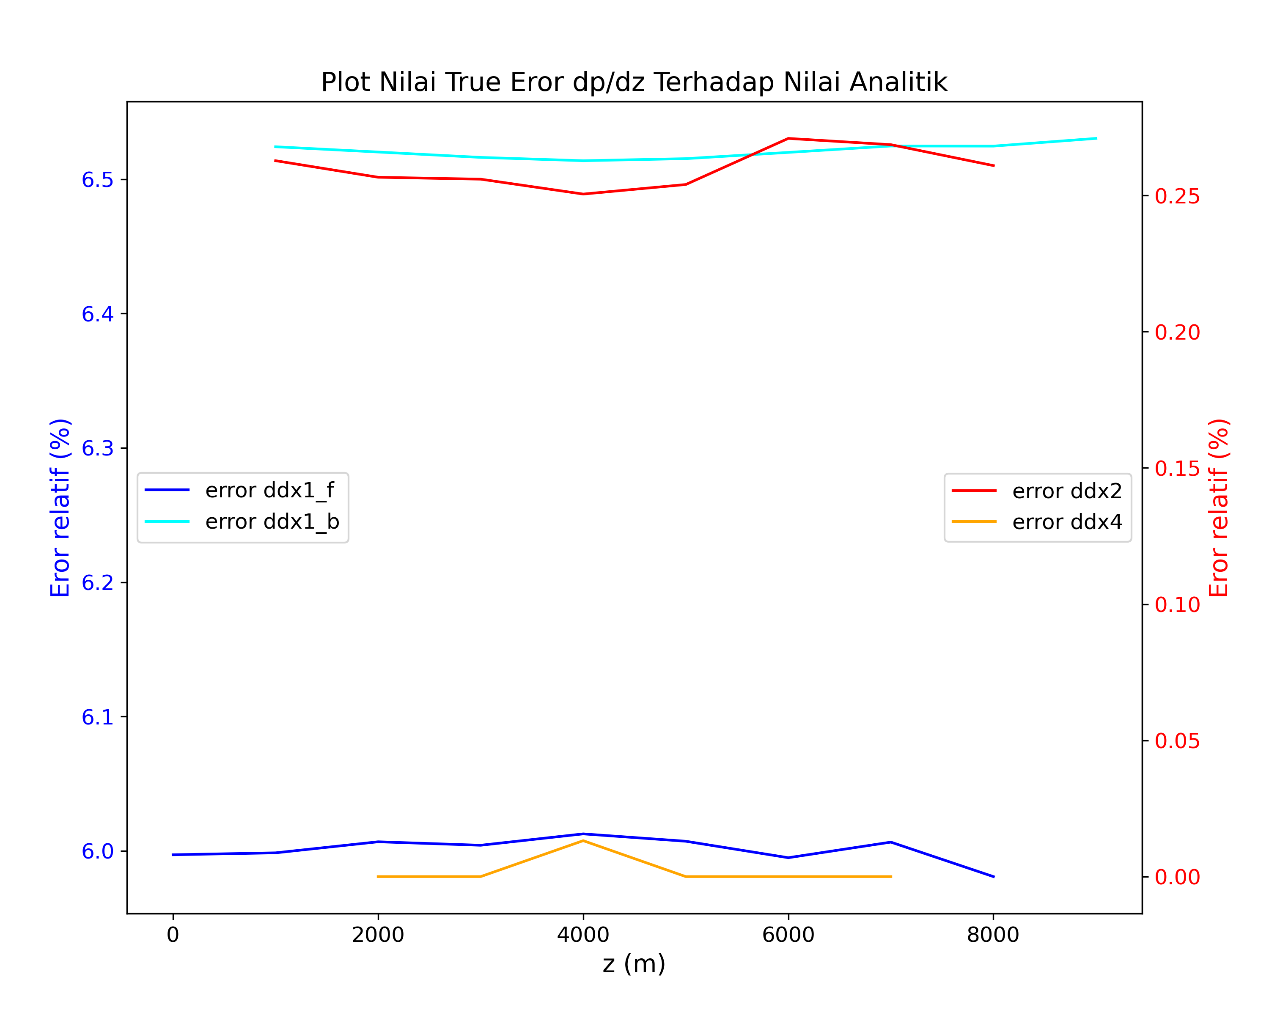 Plot Nilai True Eror dp/dz Terhadap Nilai Analitik
Eror relatif (%)
6.5
6.4
6.3
6.2
6.1
6.0
error ddx1_f
error ddx1_b
error ddx2
error ddx4
0.25
0.20
0.15
0.10
0.05
0.00
Eror relatif (%)
0 2000 4000 6000 8000
z (m)